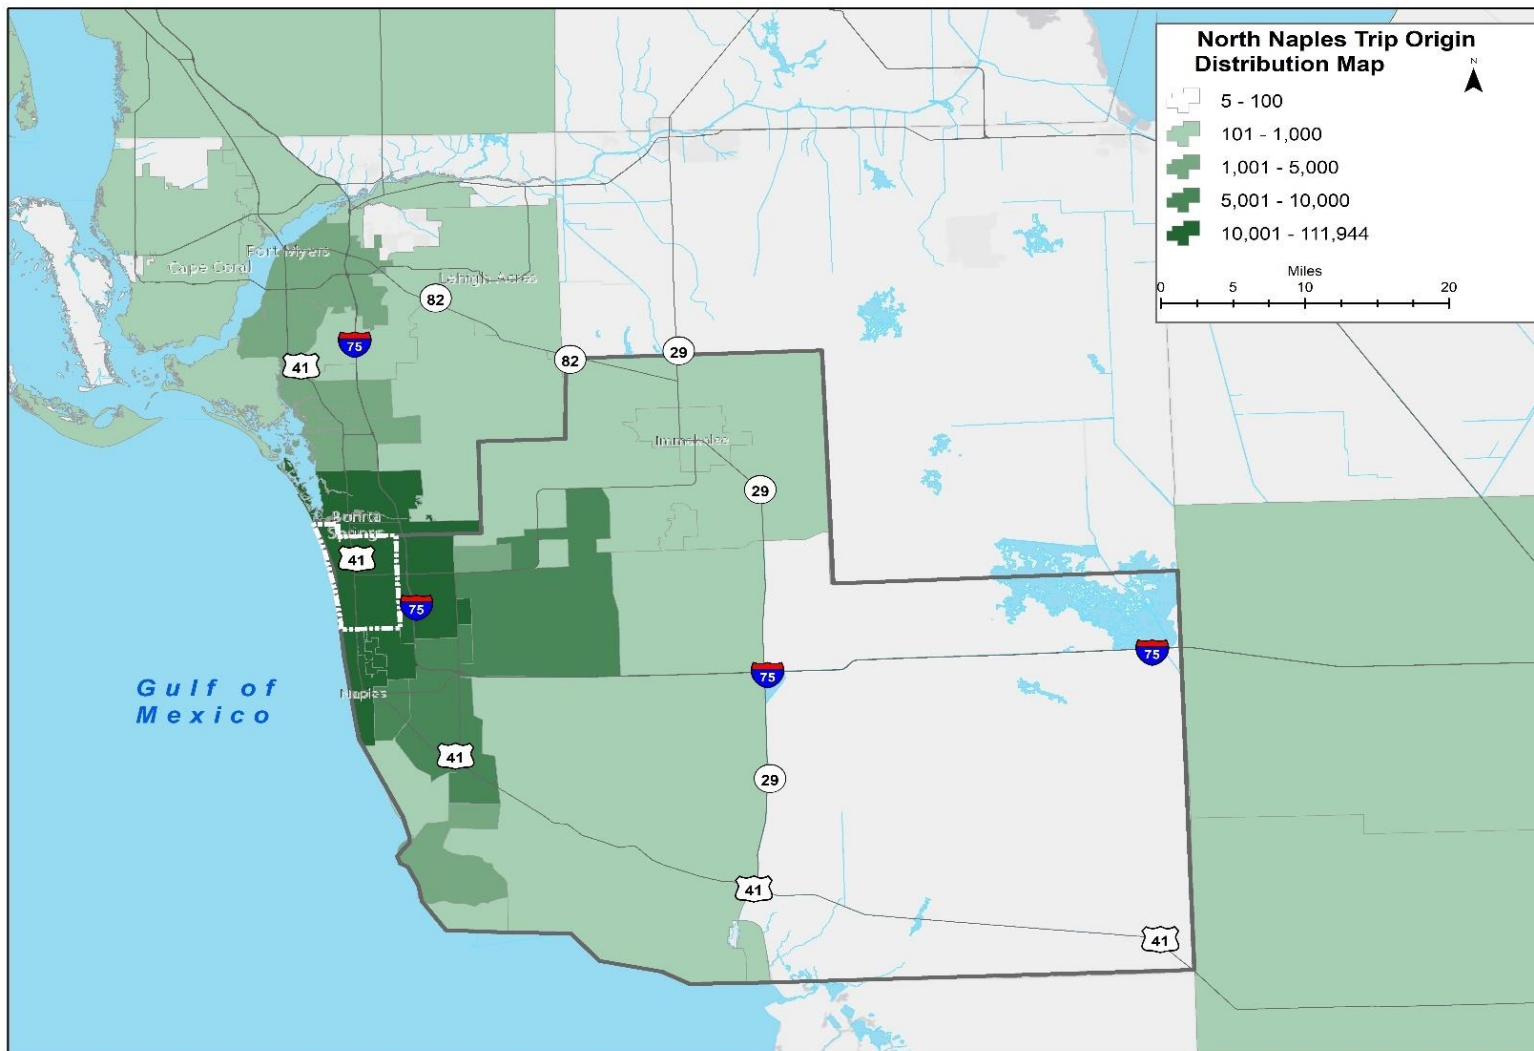 North Naples Trip Origin
Distribution Map
N
5 - 100
101 - 1,000
1,001 - 5,000
5,001 - 10,000
10,001 - 111,944
Miles
0 5 10 20
Fort Myers
Cape Coral
Lehigh Acres
82
75
41
82
29
Immokalee
29
Bonita
Springs
41
75
75
75
Naples
Gulf of
Mexico
41
29
41
41